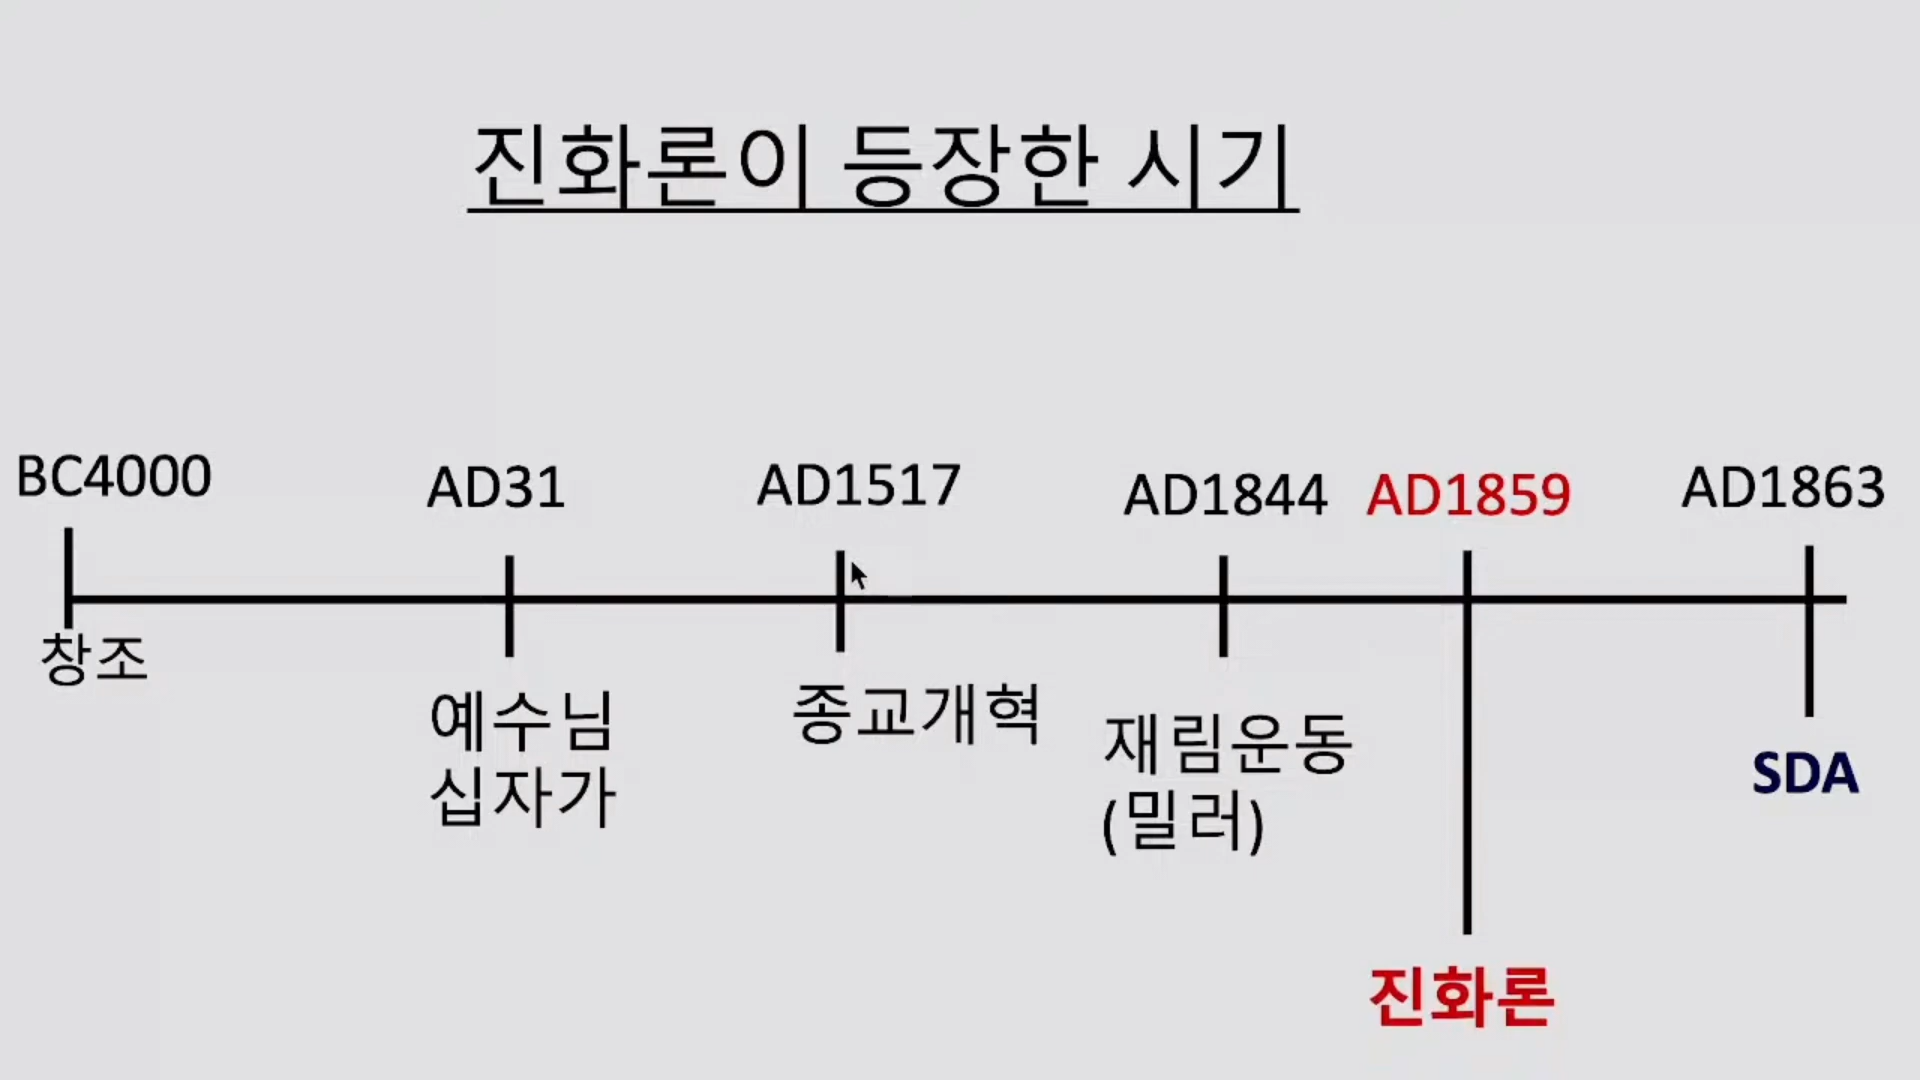 진화론이 등장한 시기
BC4000
AD31
AD1517
AD1844
AD1859
AD1863
창조
예수님
십자가
종교개혁
재림운동
(밀러)
SDA
진화론